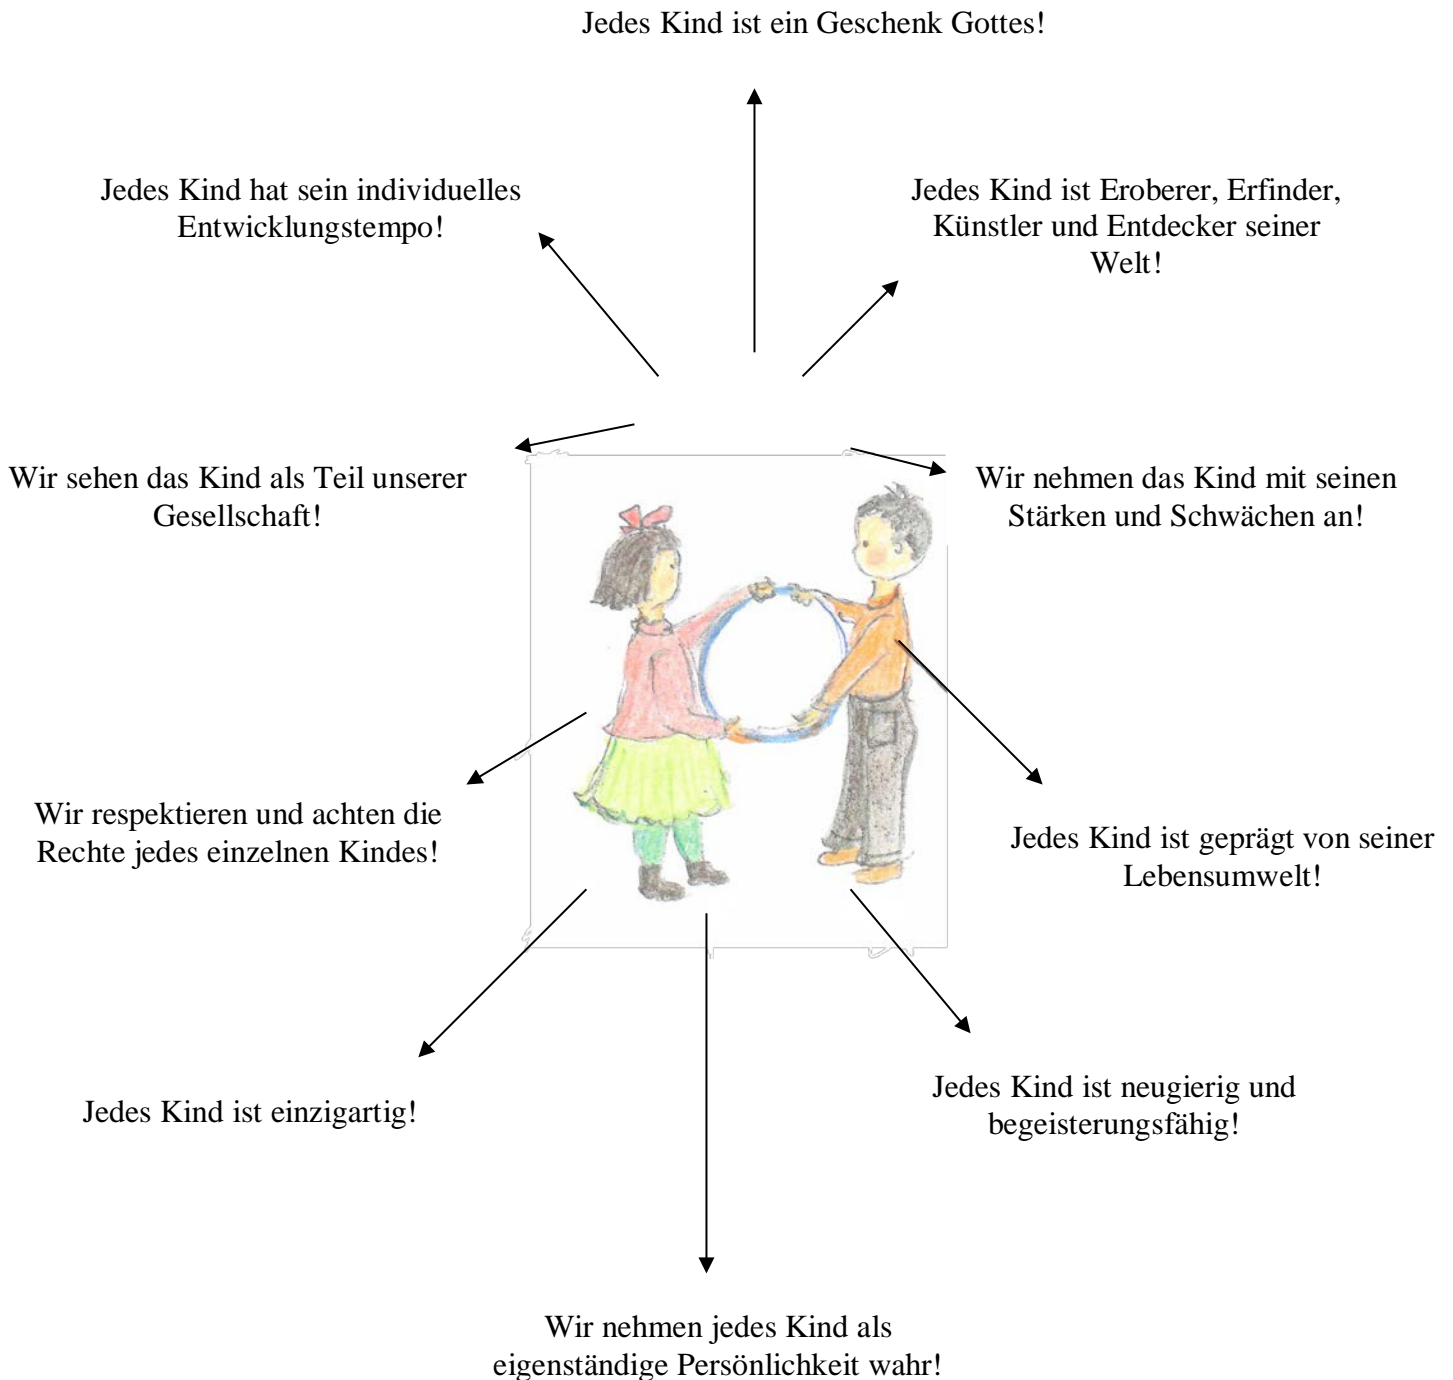 Jedes Kind ist ein Geschenk Gottes!
Jedes Kind hat sein individuelles
Entwicklungstempo!
Jedes Kind ist Eroberer, Erfinder,
Künstler und Entdecker seiner
Welt!
Wir sehen das Kind als Teil unserer
Gesellschaft!
Wir nehmen das Kind mit seinen
Stärken und Schwächen an!
Wir respektieren und achten die
Rechte jedes einzelnen Kindes!
Jedes Kind ist geprägt von seiner
Lebensumwelt!
Jedes Kind ist einzigartig!
Jedes Kind ist neugierig und
begeisterungsfähig!
Wir nehmen jedes Kind als
eigenständige Persönlichkeit wahr!